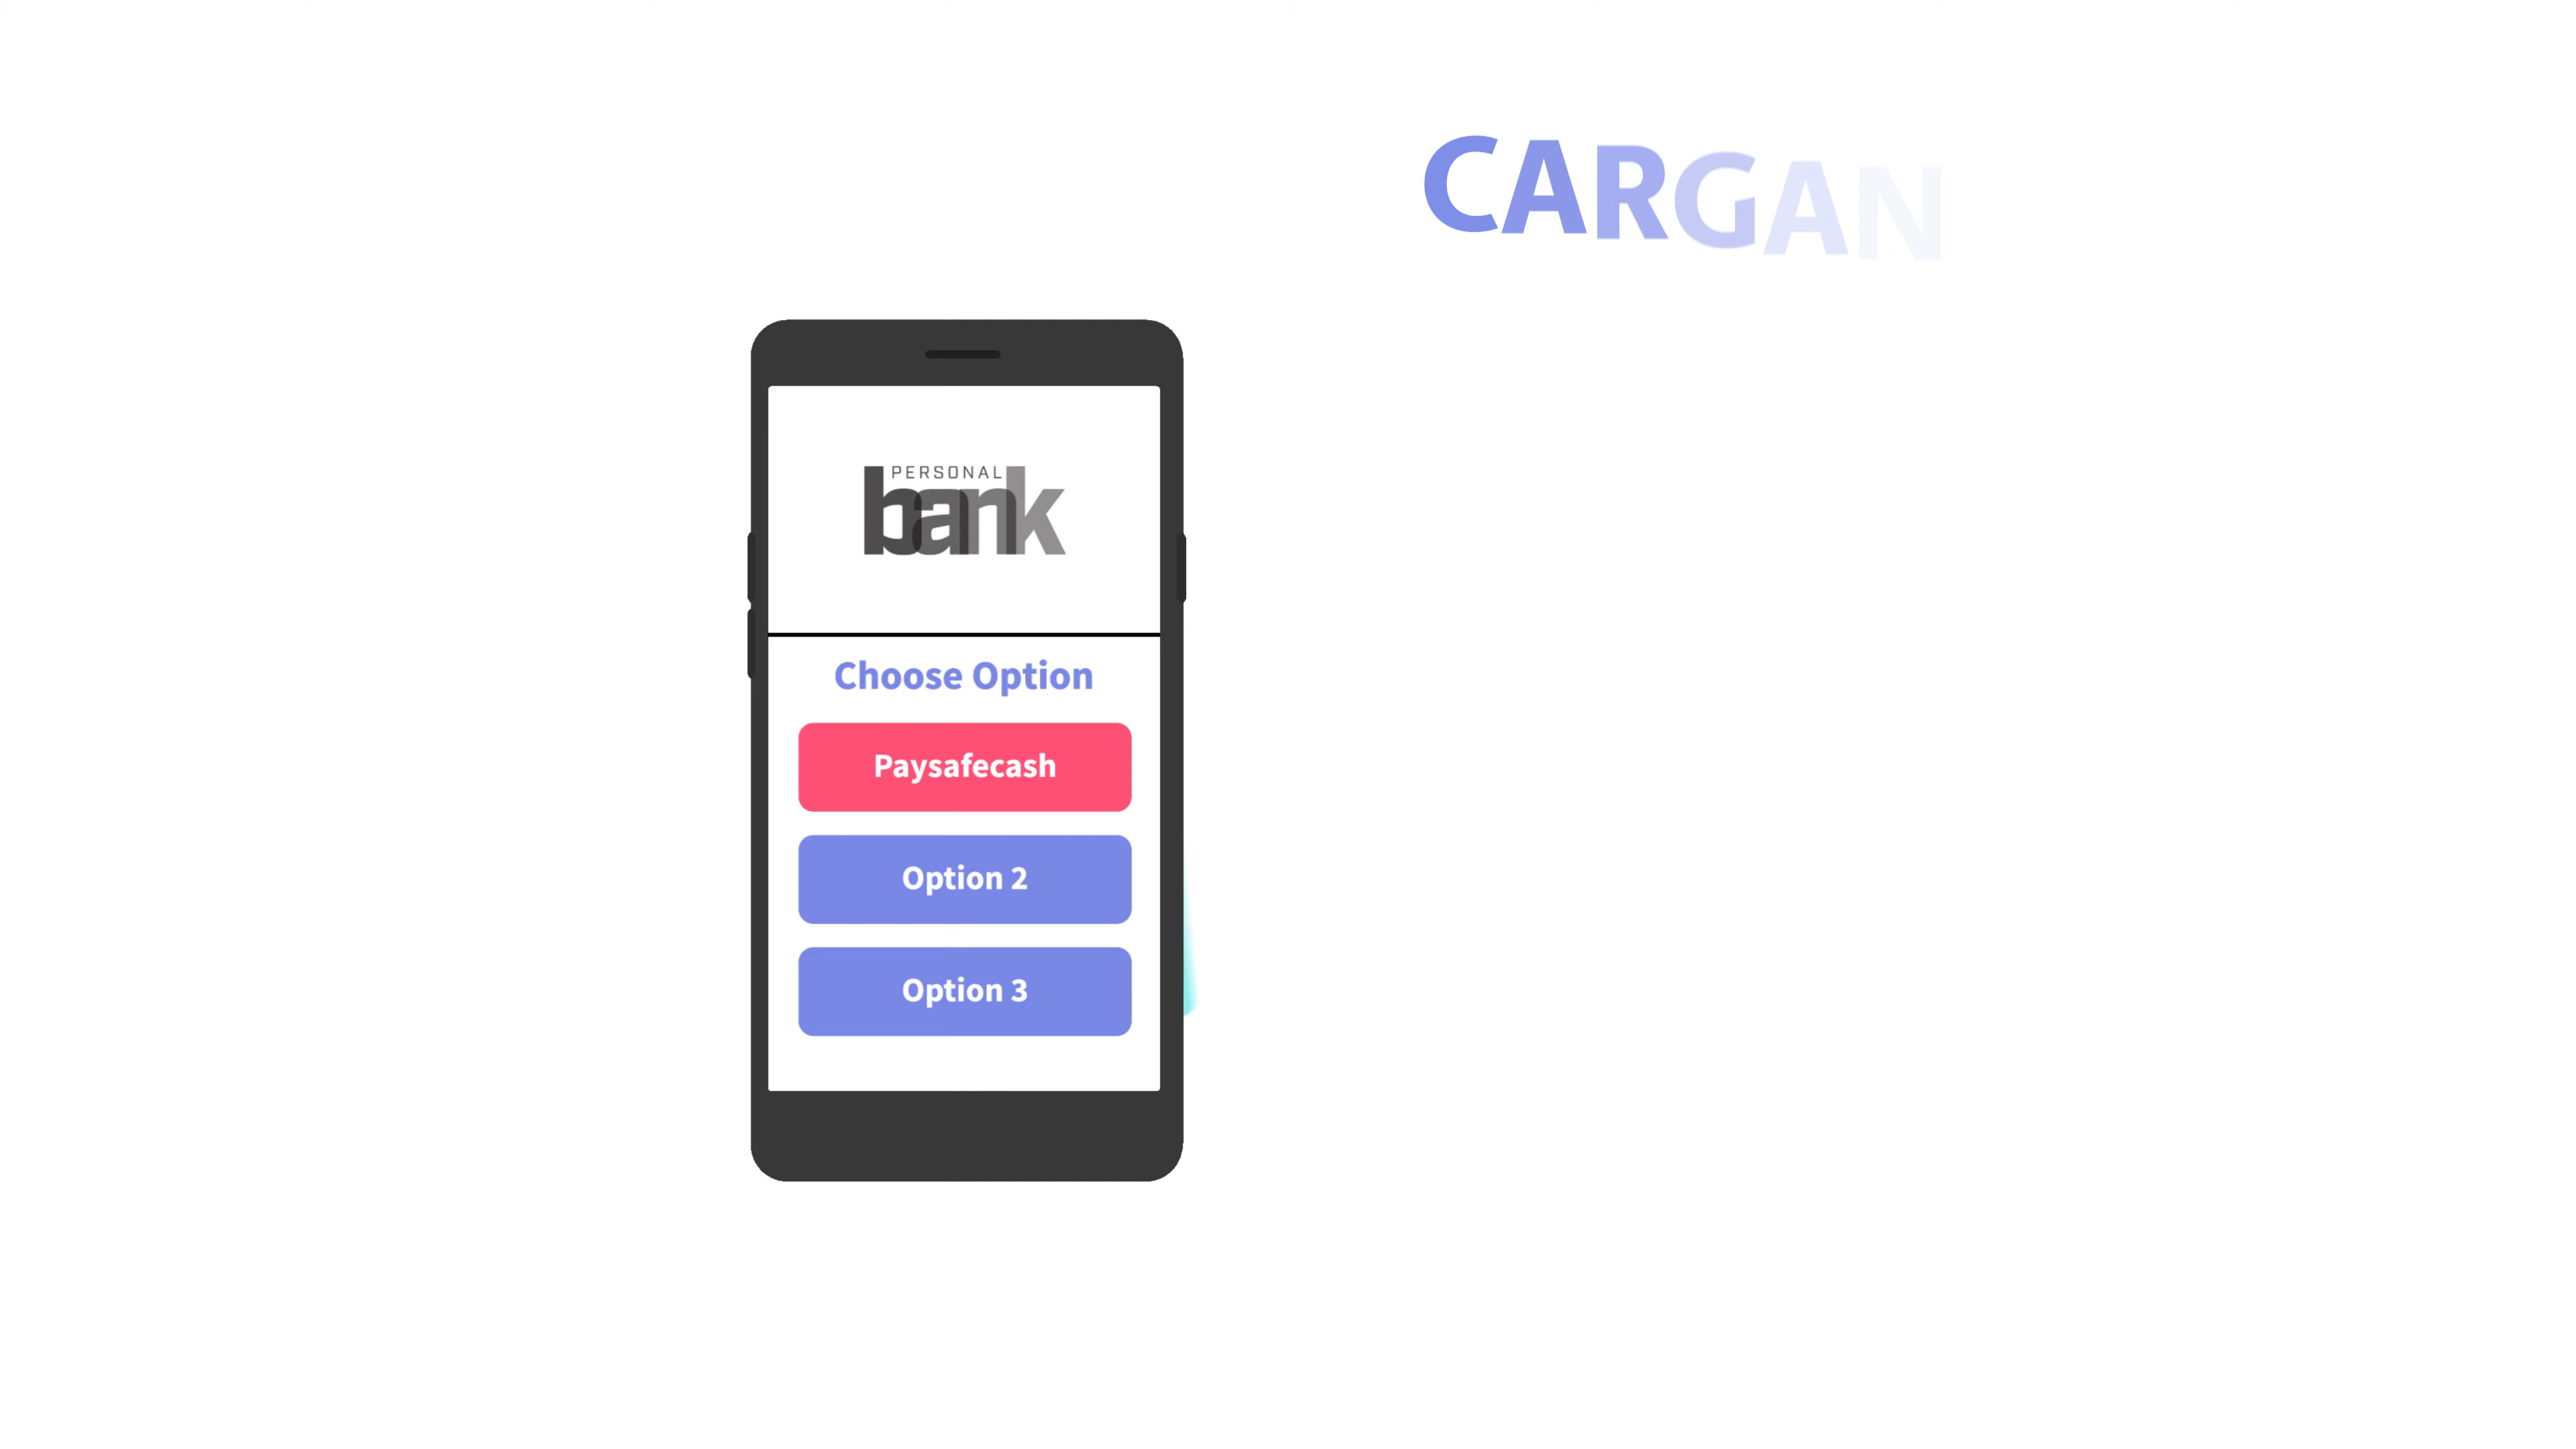 CARGAN
PERSONAL
bank
Choose Option
Paysafecash
Option 2
Option 3